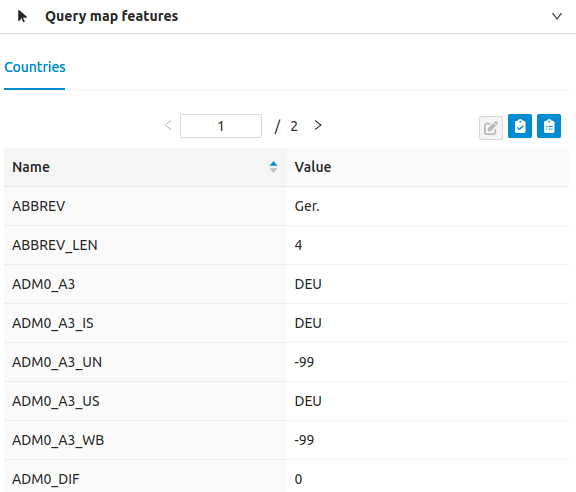 Query map features
Countries
1 / 2
Name Value
ABBREV Ger.
ABBREV_LEN 4
ADM0_A3 DEU
ADM0_A3_IS DEU
ADM0_A3_UN -99
ADM0_A3_US DEU
ADM0_A3_WB -99
ADM0_DIF 0